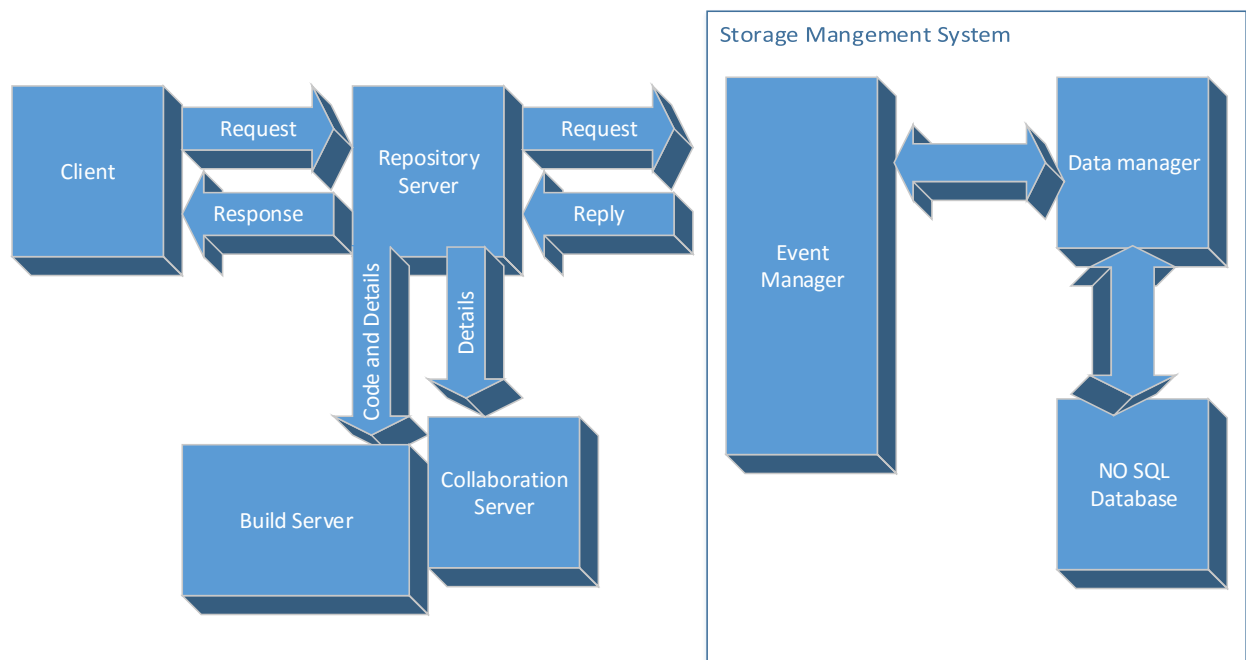 Storage Mangement System
Client
Request
Response
Repository
Server
Request
Reply
Event
Manager
Data manager
Code and Details
Details
Build Server
Collaboration
Server
NO SQL
Database